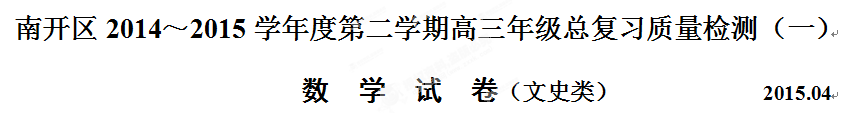 南开区 2014～2015 学年度第二学期高三年级总复习质量检测（一）
数 学 试 卷（文史类） 2015.04